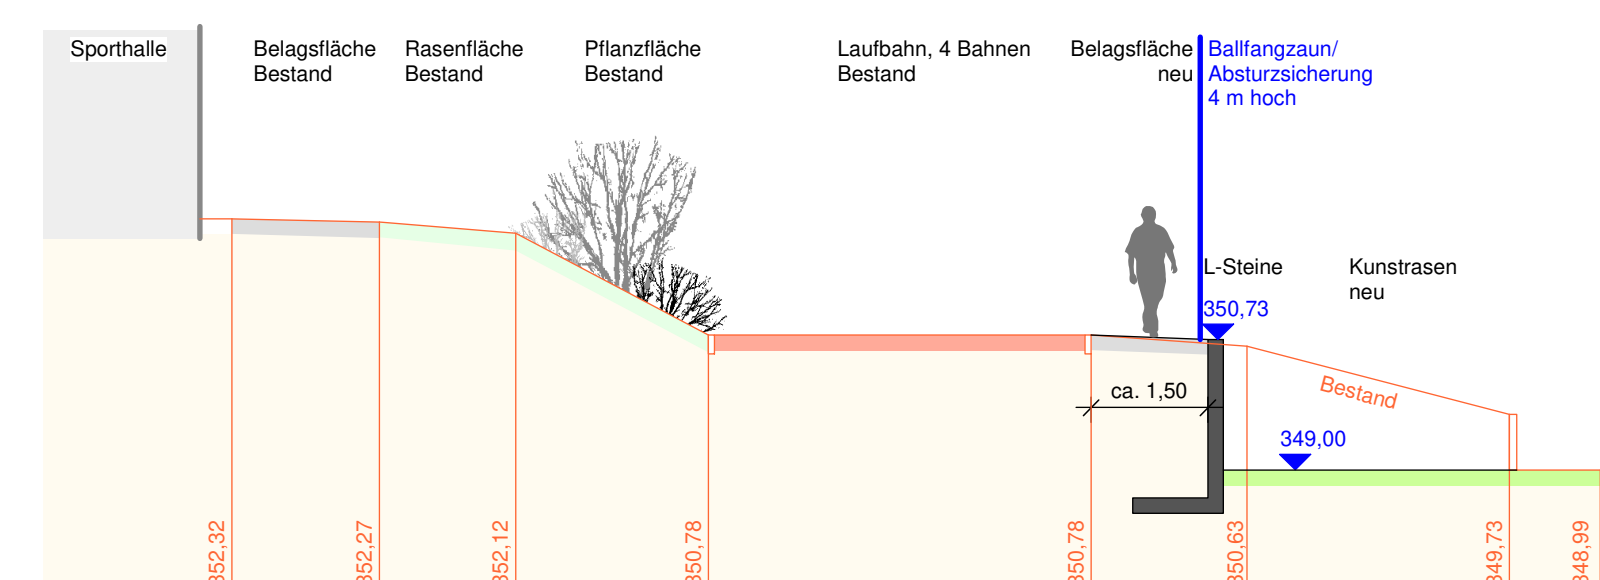 Sporthalle
Belagsfläche
Bestand
Rasenfläche
Bestand
Pflanzfläche
Bestand
Laufbahn, 4 Bahnen
Bestand
Belagsfläche
neu
Ballfangzaun/
Absturzsicherung
4 m hoch
L-Steine
350,73
Kunstrasen
neu
Bestand
ca. 1,50
349,00
352,32
352,27
352,12
350,78
350,78
350,63
349,73
348,99